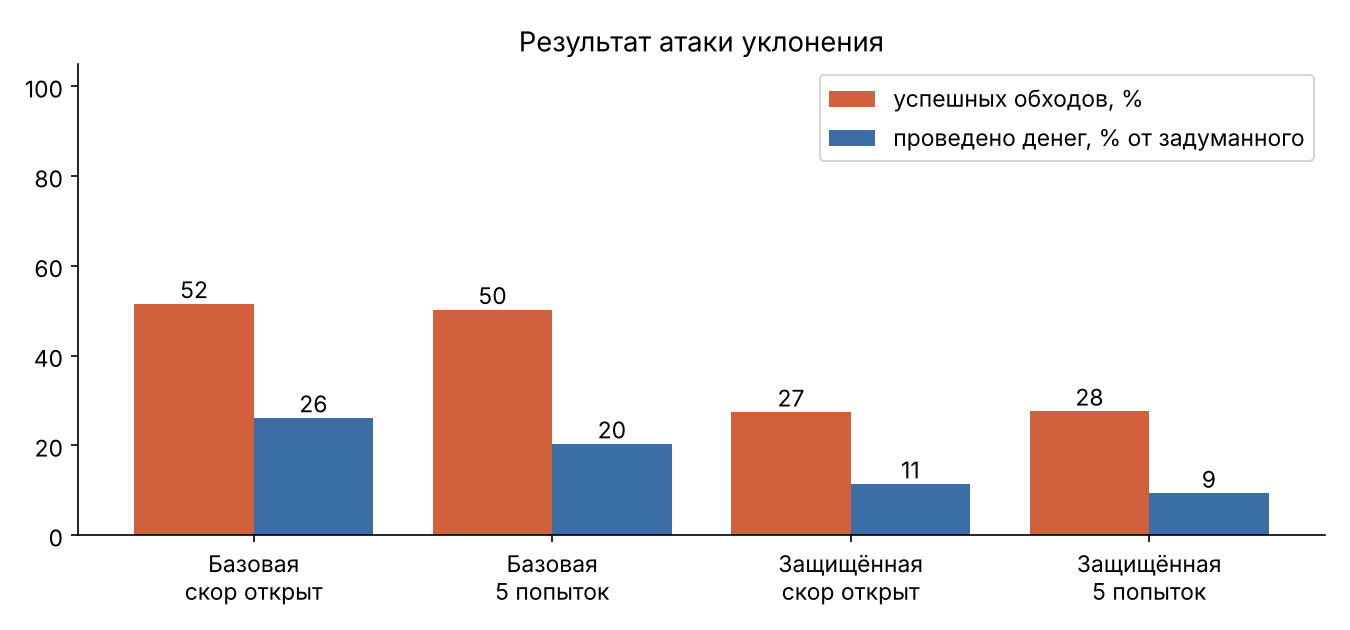 Результат атаки уклонения
успешных обходов, %
проведено денег, % от задуманного
100
80
60
40
20
0
52
26
50
20
27
11
28
9
Базовая
скор открыт
Базовая
5 попыток
Защищённая
скор открыт
Защищённая
5 попыток